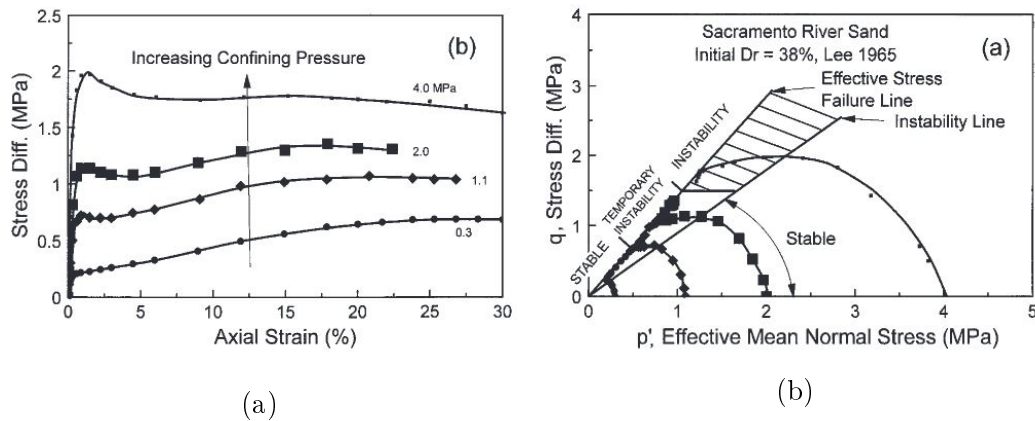 2.5
2
1.5
1
0.5
0
Stress Diff. (MPa)
(b)
Increasing Confining Pressure
4.0 MPa
2.0
1.1
0.3
0 5 10 15 20 25 30
Axial Strain (%)
(a)
4
3
2
1
0
q, Stress Diff. (MPa)
Sacramento River Sand
(a)
Initial Dr = 38%, Lee 1965
Effective Stress
Failure Line
Instability Line
INSTABILITY
TEMPORARY
INSTABILITY
STABLE
Stable
0 1 2 3 4 5
p', Effective Mean Normal Stress (MPa)
(b)